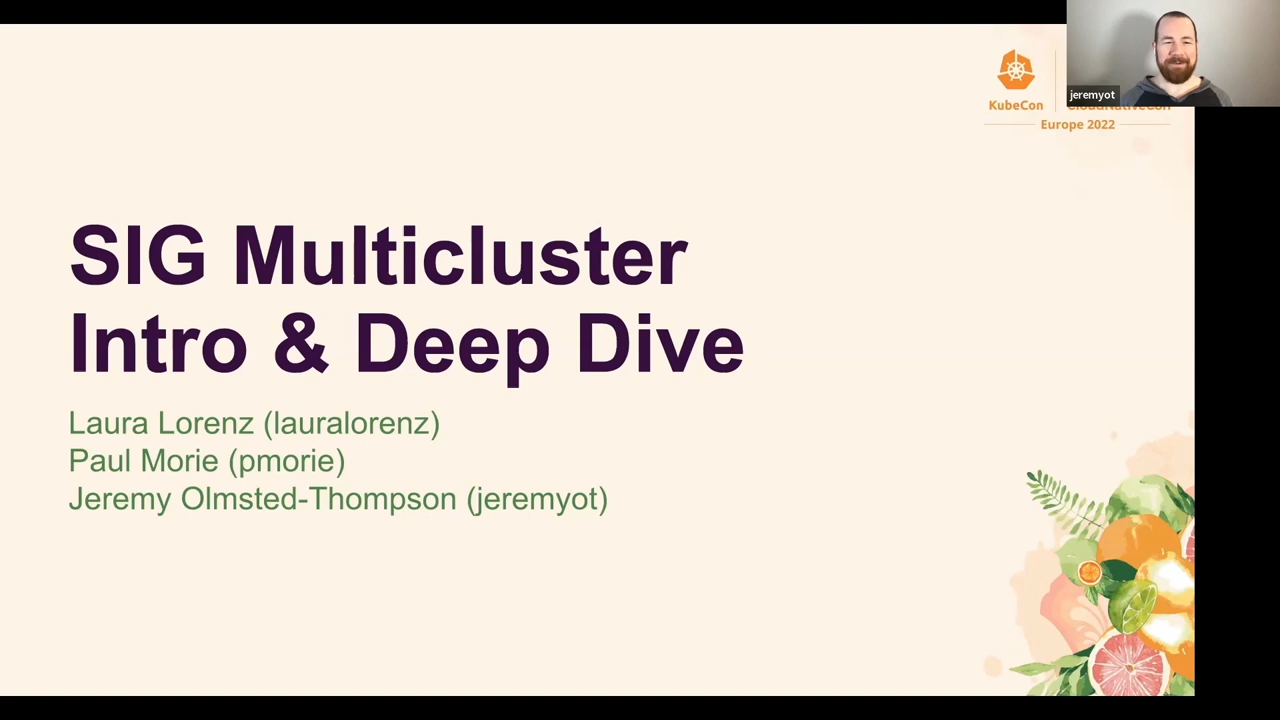 jeremyot
KubeCon
CloudNativeCon
Europe 2022
SIG Multicluster
Intro & Deep Dive
Laura Lorenz (lauralorenz)
Paul Morie (pmorie)
Jeremy Olmsted-Thompson (jeremyot)